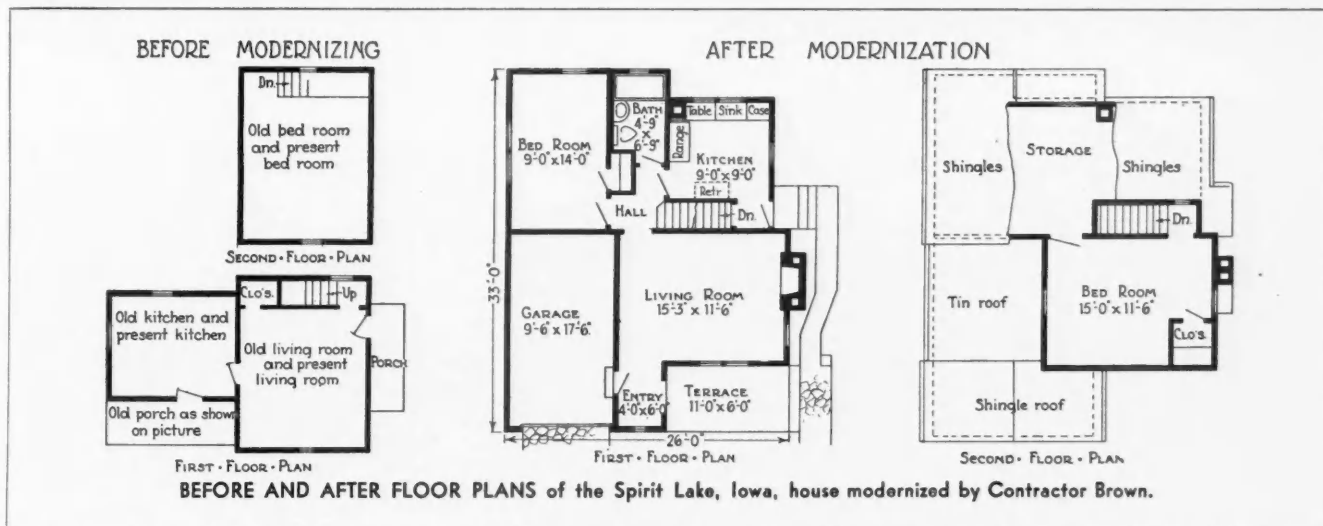 BEFORE MODERNIZING
Dn.
Old bed room
and present
bed room
SECOND·FLOOR·PLAN
CLO'S.
Up
Old kitchen and
present kitchen
Old living room
and present
living room
PORCH
Old porch as shown
on picture
FIRST·FLOOR·PLAN
AFTER MODERNIZATION
33'-0"
BED ROOM
9'-0" x 14'-0"
BATH
4'-9"
x
6'-9"
Table Sink Case
Range
KITCHEN
9'-0" x 9'-0"
Refr
HALL
Dn.
GARAGE
9'-6" x 17'-6"
LIVING ROOM
15'-3" x 11'-6"
ENTRY
4'-0" x 6'-0"
TERRACE
11'-0" x 6'-0"
26'-0"
FIRST·FLOOR·PLAN
Shingles
STORAGE
Shingles
Dn.
Tin roof
BED ROOM
15'-0" x 11'-6"
CLO'S.
Shingle roof
SECOND·FLOOR·PLAN
BEFORE AND AFTER FLOOR PLANS of the Spirit Lake, Iowa, house modernized by Contractor Brown.